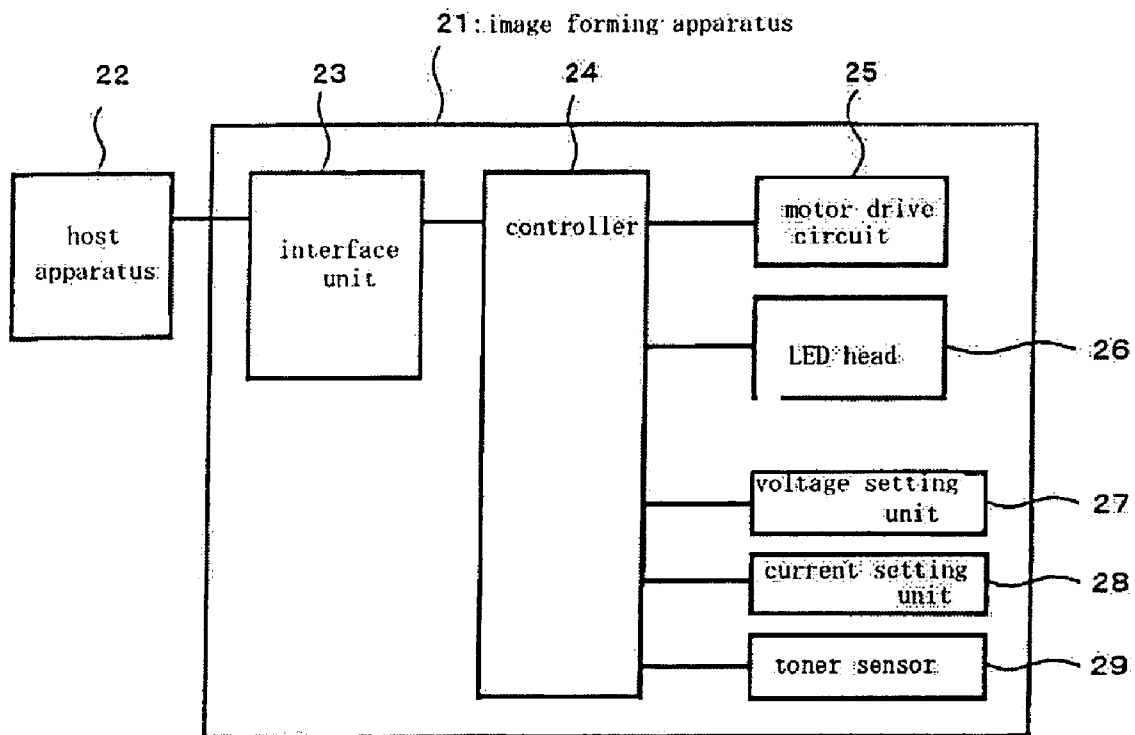 21:image forming apparatus
22
23
24
25
host
apparatus
interface
unit
controller
motor drive
circuit
LED head
26
voltage setting
unit
27
current setting
unit
28
toner sensor
29